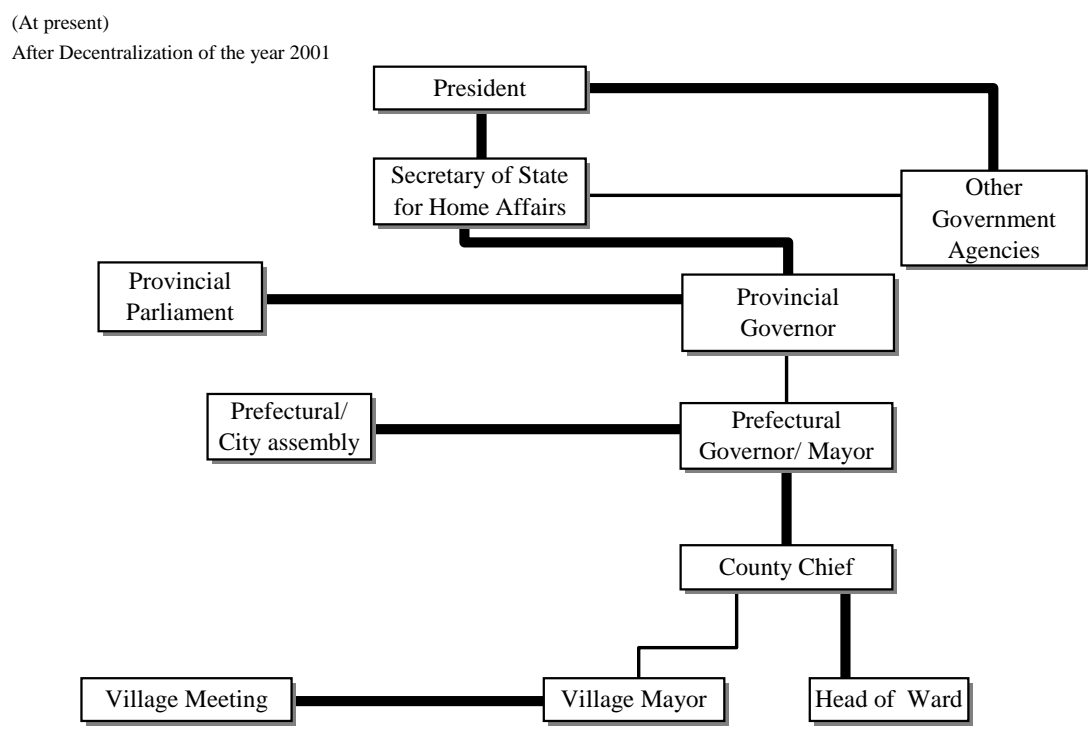 (At present)
After Decentralization of the year 2001
President
Secretary of State
for Home Affairs
Other
Government
Agencies
Provincial
Parliament
Provincial
Governor
Prefectural/
City assembly
Prefectural
Governor/ Mayor
County Chief
Village Meeting
Village Mayor
Head of Ward